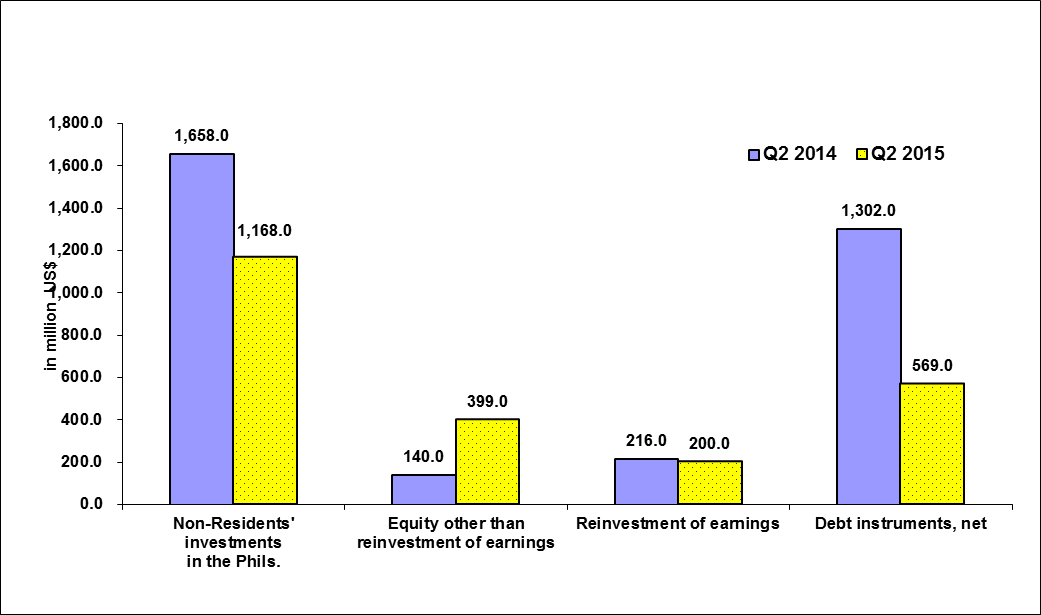 1,800.0
1,600.0
1,400.0
1,200.0
1,000.0
800.0
600.0
400.0
200.0
0.0
in million US$
1,658.0
1,168.0
140.0
399.0
216.0
200.0
1,302.0
569.0
Q2 2014 Q2 2015
Non-Residents'
investments
in the Phils.
Equity other than
reinvestment of earnings
Reinvestment of earnings
Debt instruments, net